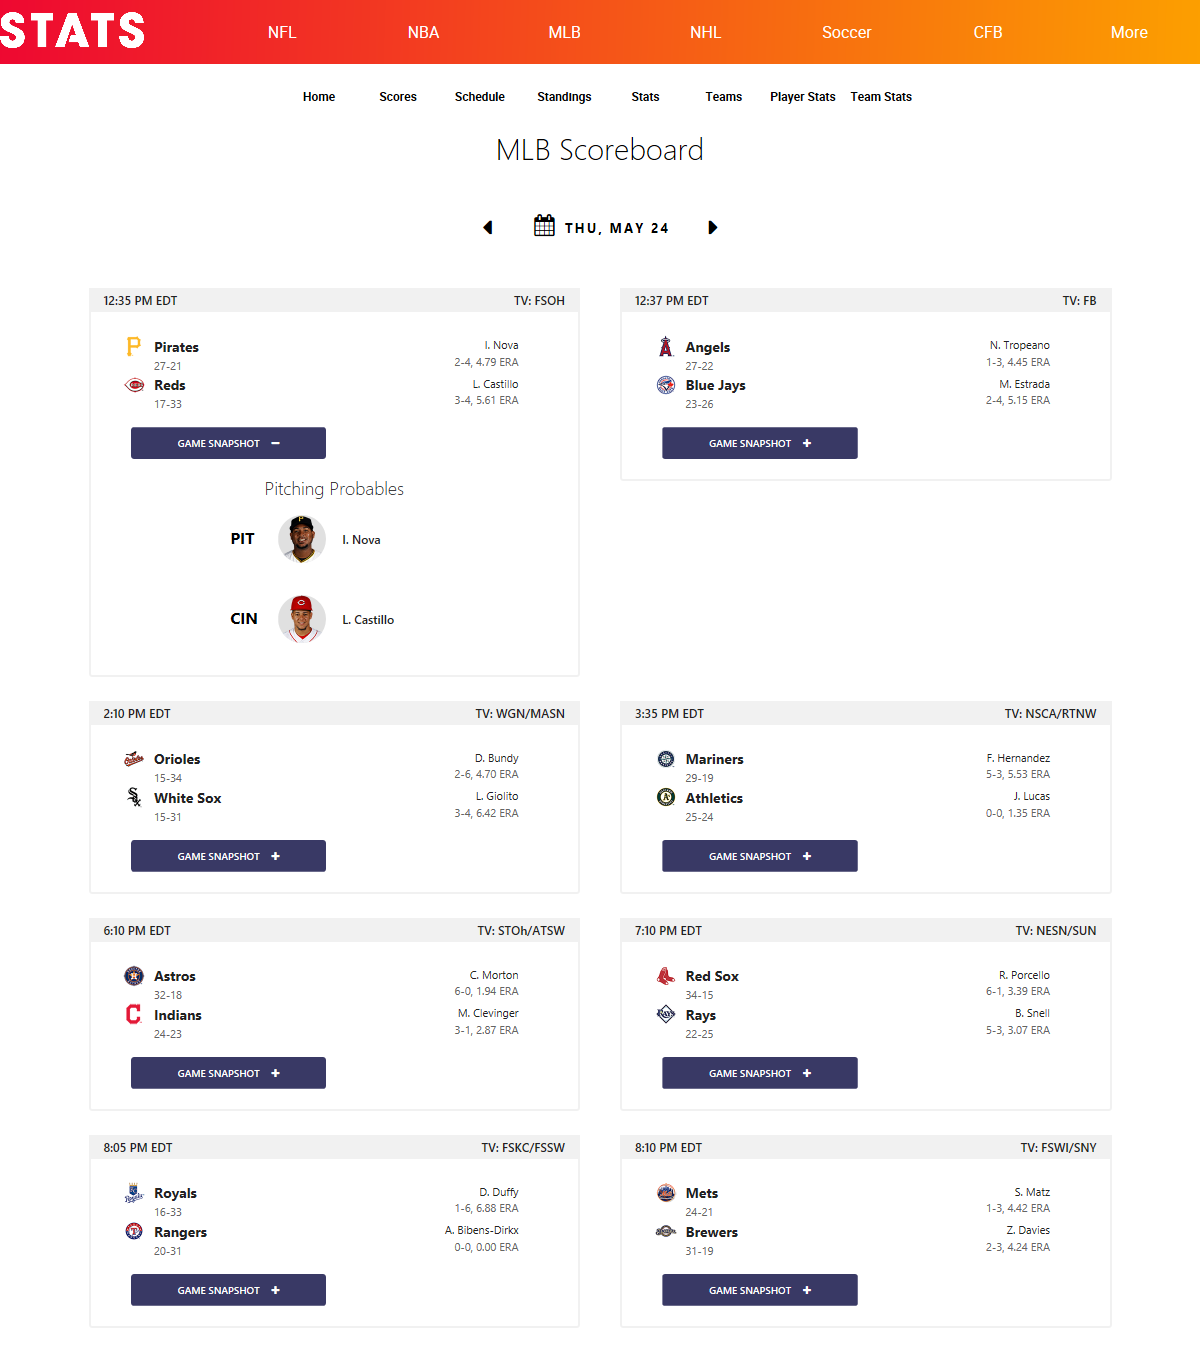 STATS NFL NBA MLB NHL Soccer CFB More
Home Scores Schedule Standings Stats Teams Player Stats Team Stats
MLB Scoreboard
THU, MAY 24
12:35 PM EDT TV: FSOH
Pirates I. Nova
27-21 2-4, 4.79 ERA
Reds L. Castillo
17-33 3-4, 5.61 ERA
GAME SNAPSHOT
Pitching Probables
PIT I. Nova
CIN L. Castillo
12:37 PM EDT TV: FB
Angels N. Tropeano
27-22 1-3, 4.45 ERA
Blue Jays M. Estrada
23-26 2-4, 5.15 ERA
GAME SNAPSHOT
2:10 PM EDT TV: WGN/MASN
Orioles D. Bundy
15-34 2-6, 4.70 ERA
White Sox L. Giolito
15-31 3-4, 6.42 ERA
GAME SNAPSHOT
3:35 PM EDT TV: NSCA/RTNW
Mariners F. Hernandez
29-19 5-3, 5.53 ERA
Athletics J. Lucas
25-24 0-0, 1.35 ERA
GAME SNAPSHOT
6:10 PM EDT TV: STOh/ATSW
Astros C. Morton
32-18 6-0, 1.94 ERA
Indians M. Clevinger
24-23 3-1, 2.87 ERA
GAME SNAPSHOT
7:10 PM EDT TV: NESN/SUN
Red Sox R. Porcello
34-15 6-1, 3.39 ERA
Rays B. Snell
22-25 5-3, 3.07 ERA
GAME SNAPSHOT
8:05 PM EDT TV: FSKC/FSSW
Royals D. Duffy
16-33 1-6, 6.88 ERA
Rangers A. Bibens-Dirkx
20-31 0-0, 0.00 ERA
GAME SNAPSHOT
8:10 PM EDT TV: FSWI/SNY
Mets S. Matz
24-21 1-3, 4.42 ERA
Brewers Z. Davies
31-19 2-3, 4.24 ERA
GAME SNAPSHOT